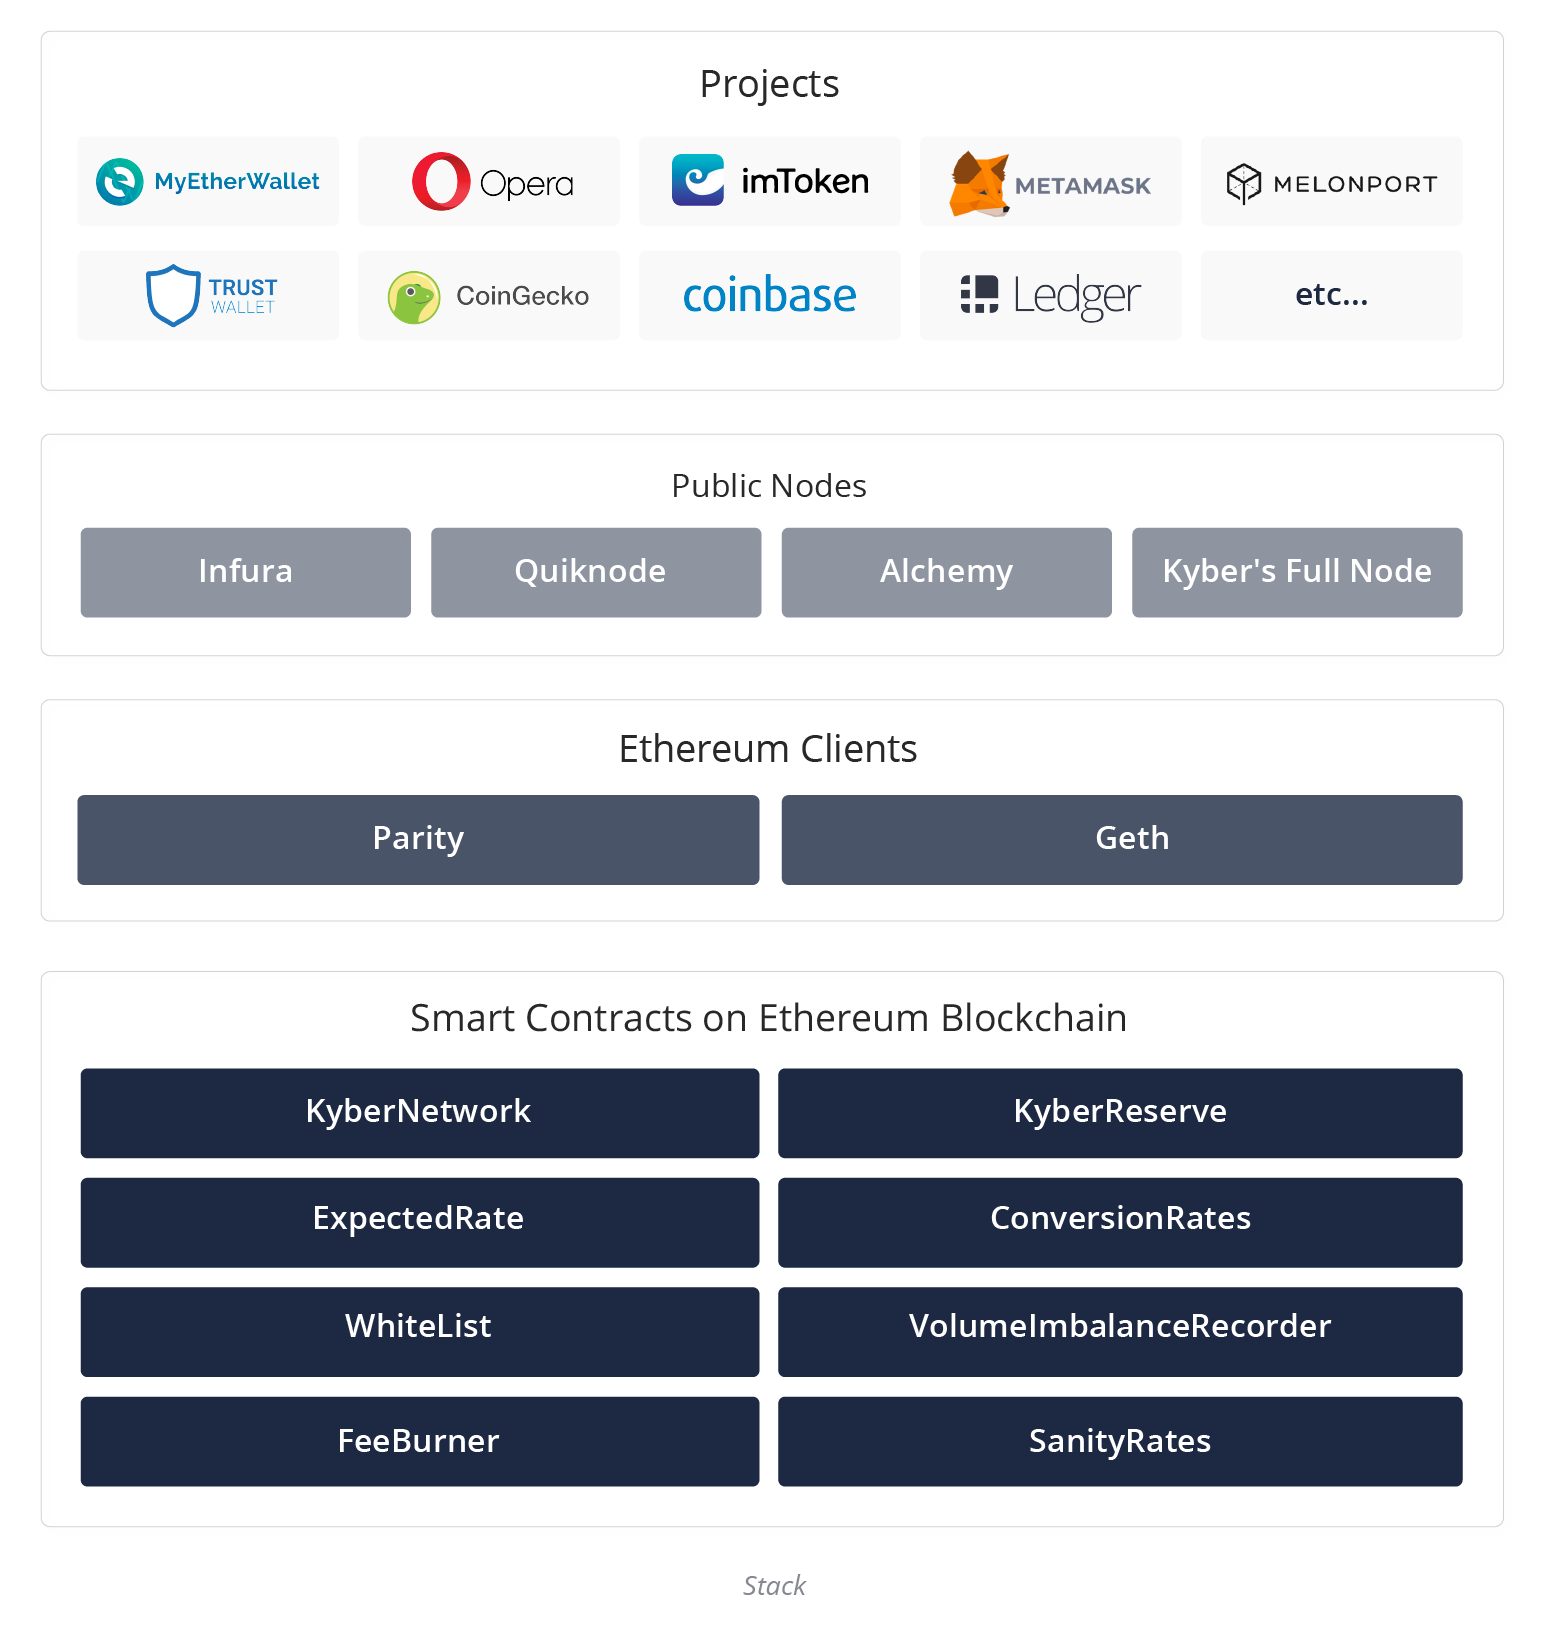 Projects
MyEtherWallet
Opera
imToken
METAMASK
MELONPORT
TRUST
WALLET
CoinGecko
coinbase
Ledger
etc...
Public Nodes
Infura
Quiknode
Alchemy
Kyber's Full Node
Ethereum Clients
Parity
Geth
Smart Contracts on Ethereum Blockchain
KyberNetwork
KyberReserve
ExpectedRate
ConversionRates
WhiteList
VolumeImbalanceRecorder
FeeBurner
SanityRates
Stack